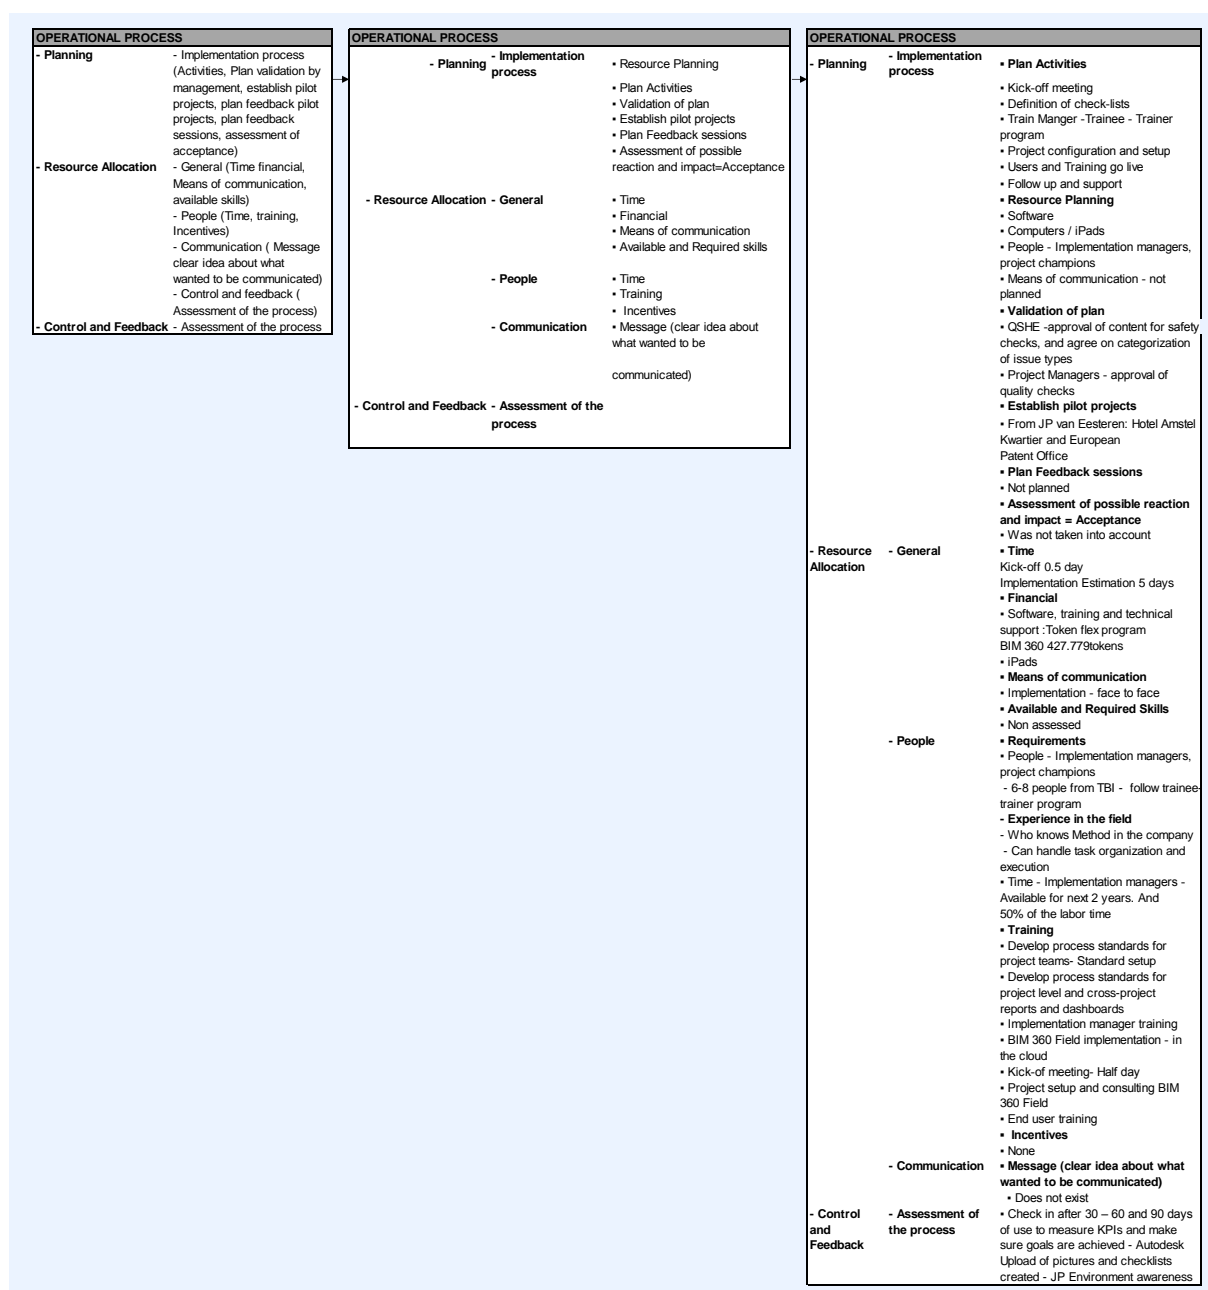 OPERATIONAL PROCESS
- Planning - Implementation process
(Activities, Plan validation by
management, establish pilot
projects, plan feedback pilot
projects, plan feedback
sessions, assessment of
acceptance)
- Resource Allocation - General (Time financial,
Means of communication,
available skills)
- People (Time, training,
Incentives)
- Communication ( Message
clear idea about what
wanted to be communicated)
- Control and feedback (
Assessment of the process)
- Control and Feedback - Assessment of the process
OPERATIONAL PROCESS
- Planning - Implementation
process
▪ Resource Planning
▪ Plan Activities
▪ Validation of plan
▪ Establish pilot projects
▪ Plan Feedback sessions
▪ Assessment of possible
reaction and impact=Acceptance
- Resource Allocation - General ▪ Time
▪ Financial
▪ Means of communication
▪ Available and Required skills
- People ▪ Time
▪ Training
▪ Incentives
- Communication ▪ Message (clear idea about
what wanted to be
communicated)
- Control and Feedback - Assessment of the
process
OPERATIONAL PROCESS
- Planning - Implementation
process
▪ Plan Activities
▪ Kick-off meeting
▪ Definition of check-lists
▪ Train Manger -Trainee - Trainer
program
▪ Project configuration and setup
▪ Users and Training go live
▪ Follow up and support
▪ Resource Planning
▪ Software
▪ Computers / iPads
▪ People - Implementation managers,
project champions
▪ Means of communication - not
planned
▪ Validation of plan
▪ QSHE -approval of content for safety
checks, and agree on categorization
of issue types
▪ Project Managers - approval of
quality checks
▪ Establish pilot projects
▪ From JP van Eesteren: Hotel Amstel
Kwartier and European
Patent Office
▪ Plan Feedback sessions
▪ Not planned
▪ Assessment of possible reaction
and impact = Acceptance
▪ Was not taken into account
- Resource - General ▪ Time
Allocation Kick-off 0.5 day
Implementation Estimation 5 days
▪ Financial
▪ Software, training and technical
support :Token flex program
BIM 360 427.779tokens
▪ iPads
▪ Means of communication
▪ Implementation - face to face
▪ Available and Required Skills
▪ Non assessed
- People ▪ Requirements
▪ People - Implementation managers,
project champions
- 6-8 people from TBI - follow trainee-
trainer program
- Experience in the field
- Who knows Method in the company
- Can handle task organization and
execution
▪ Time - Implementation managers -
Available for next 2 years. And
50% of the labor time
▪ Training
▪ Develop process standards for
project teams- Standard setup
▪ Develop process standards for
project level and cross-project
reports and dashboards
▪ Implementation manager training
▪ BIM 360 Field implementation - in
the cloud
▪ Kick-of meeting- Half day
▪ Project setup and consulting BIM
360 Field
▪ End user training
▪ Incentives
▪ None
- Communication ▪ Message (clear idea about what
wanted to be communicated)
▪ Does not exist
- Control - Assessment of ▪ Check in after 30 – 60 and 90 days
and the process of use to measure KPIs and make
Feedback sure goals are achieved - Autodesk
Upload of pictures and checklists
created - JP Environment awareness